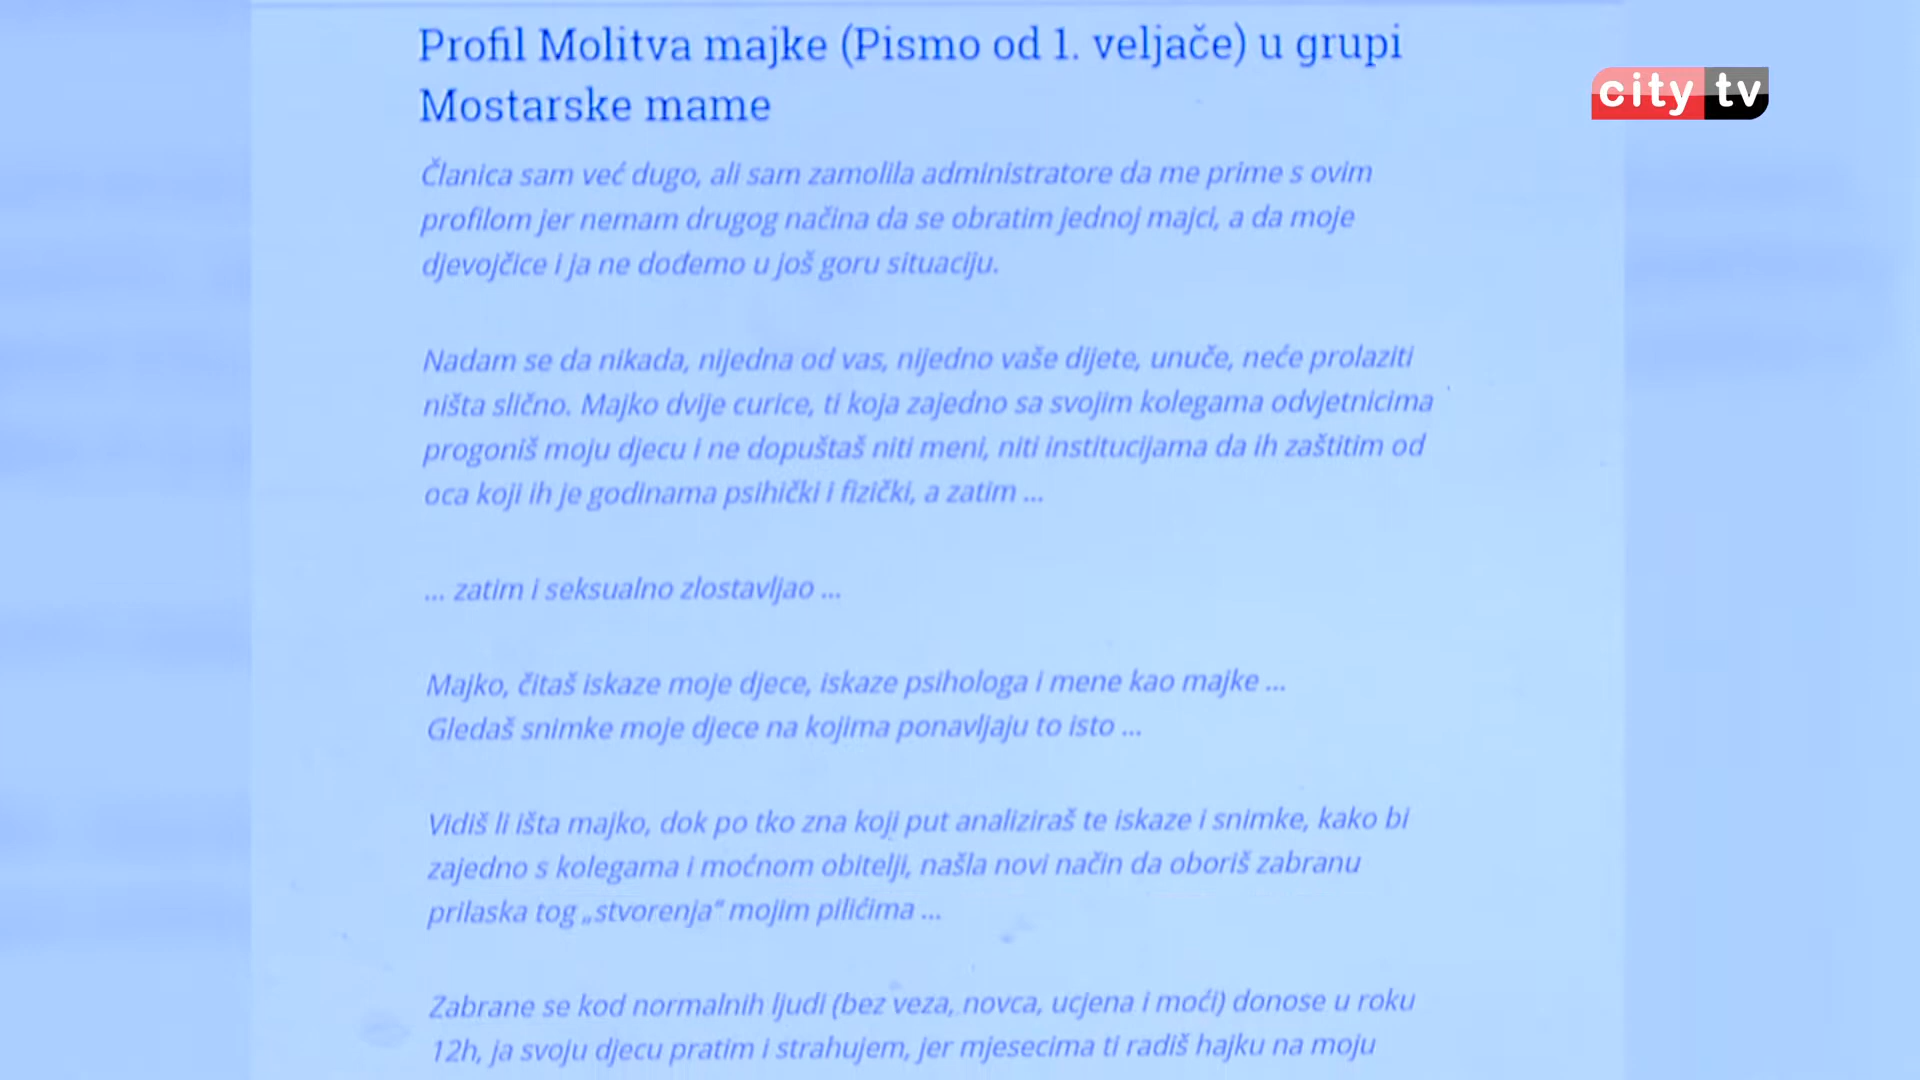 Profil Molitva majke (Pismo od 1. veljače) u grupi
Mostarske mame
city tv
Članica sam već dugo, ali sam zamolila administratore da me prime s ovim
profilom jer nemam drugog načina da se obratim jednoj majci, a da moje
djevojčice i ja ne dođemo u još goru situaciju.
Nadam se da nikada, nijedna od vas, nijedno vaše dijete, unuče, neće prolaziti
ništa slično. Majko dvije curice, ti koja zajedno sa svojim kolegama odvjetnicima
progoniš moju djecu i ne dopuštaš niti meni, niti institucijama da ih zaštitim od
oca koji ih je godinama psihički i fizički, a zatim ...
... zatim i seksualno zlostavljao ...
Majko, čitaš iskaze moje djece, iskaze psihologa i mene kao majke ...
Gledaš snimke moje djece na kojima ponavljaju to isto ...
Vidiš li išta majko, dok po tko zna koji put analiziraš te iskaze i snimke, kako bi
zajedno s kolegama i moćnom obitelji, našla novi način da oboriš zabranu
prilaska tog „stvorenja“ mojim pilićima ...
Zabrane se kod normalnih ljudi (bez veza, novca, ucjena i moći) donose u roku
12h, ja svoju djecu pratim i strahujem, jer mjesecima ti radiš hajku na moju